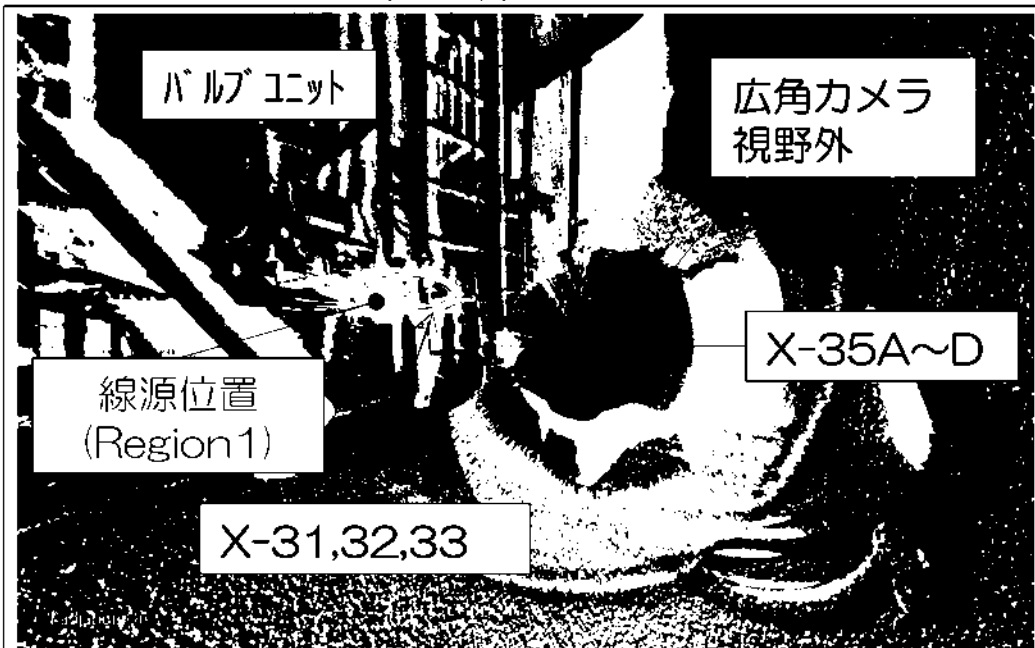 バルブユニット
広角カメラ
視野外
X-35A～D
線源位置
(Region1)
X-31,32,33